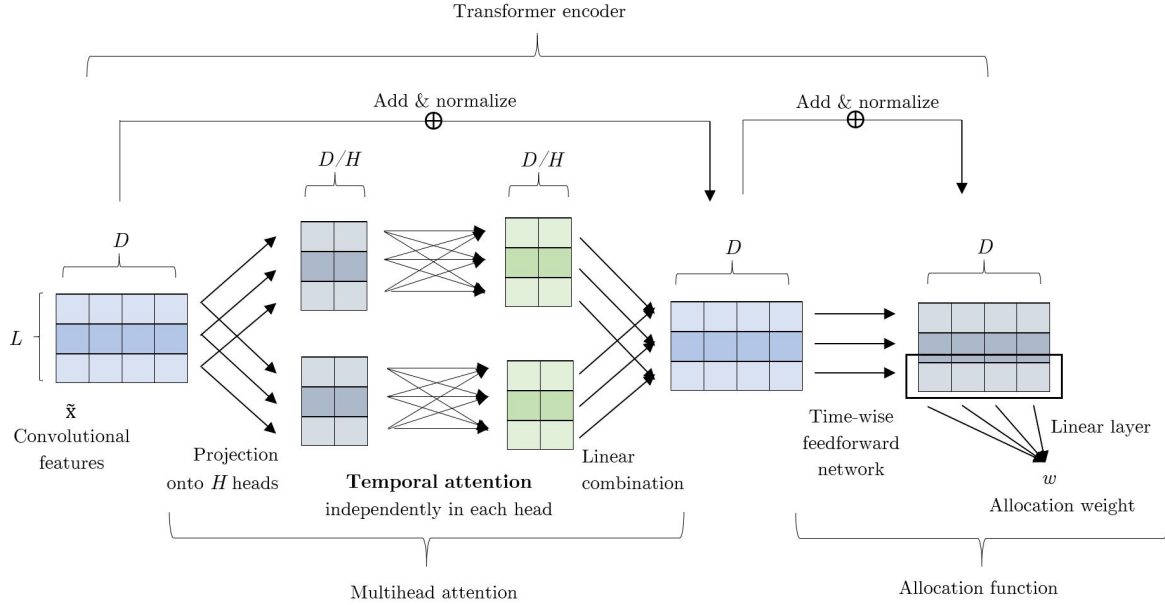 Transformer encoder
Add & normalize
Add & normalize
D/H
D/H
D
D
D
L
x̃
Convolutional
features
Projection
onto H heads
Temporal attention
independently in each head
Linear
combination
Time-wise
feedforward
network
Linear layer
w
Allocation weight
Multihead attention
Allocation function